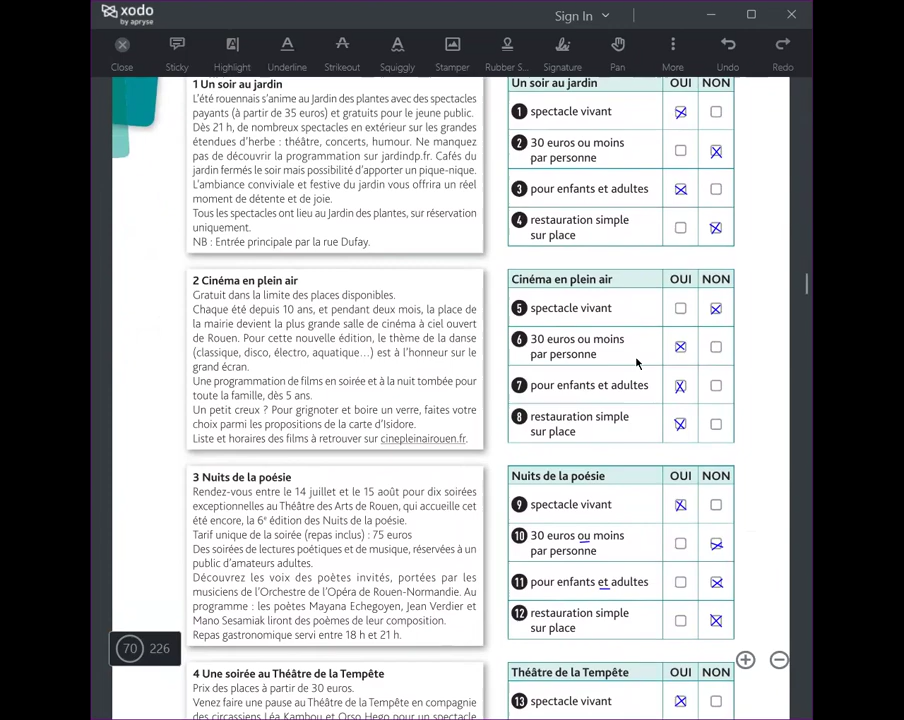 xodo
by apryse
Sign In
Close
Sticky
Highlight
Underline
Strikeout
Squiggly
Stamper
Rubber S...
Signature
Pan
More
Undo
Redo
1 Un soir au jardin
L'été rouennais s'anime au Jardin des plantes avec des spectacles
payants (à partir de 35 euros) et gratuits pour le jeune public.
Dès 21 h, de nombreux spectacles en extérieur sur les grandes
étendues d'herbe : théâtre, concerts, humour. Ne manquez
pas de découvrir la programmation sur jardindp.fr. Cafés du
jardin fermés le soir mais possibilité d'apporter un pique-nique.
L'ambiance conviviale et festive du jardin vous offrira un réel
moment de détente et de joie.
Tous les spectacles ont lieu au Jardin des plantes, sur réservation
uniquement.
NB : Entrée principale par la rue Dufay.
Un soir au jardin OUI NON
1 spectacle vivant
2 30 euros ou moins
par personne
3 pour enfants et adultes
4 restauration simple
sur place
2 Cinéma en plein air
Gratuit dans la limite des places disponibles.
Chaque été depuis 10 ans, et pendant deux mois, la place de
la mairie devient la plus grande salle de cinéma à ciel ouvert
de Rouen. Pour cette nouvelle édition, le thème de la danse
(classique, disco, électro, aquatique...) est à l'honneur sur le
grand écran.
Une programmation de films en soirée et à la nuit tombée pour
toute la famille, dès 5 ans.
Un petit creux ? Pour grignoter et boire un verre, faites votre
choix parmi les propositions de la carte d'Isidore.
Liste et horaires des films à retrouver sur cinepleinairouen.fr.
Cinéma en plein air OUI NON
5 spectacle vivant
6 30 euros ou moins
par personne
7 pour enfants et adultes
8 restauration simple
sur place
3 Nuits de la poésie
Rendez-vous entre le 14 juillet et le 15 août pour dix soirées
exceptionnelles au Théâtre des Arts de Rouen, qui accueille cet
été encore, la 6e édition des Nuits de la poésie.
Tarif unique de la soirée (repas inclus) : 75 euros
Des soirées de lectures poétiques et de musique, réservées à un
public d'amateurs adultes.
Découvrez les voix des poètes invités, portées par les
musiciens de l'Orchestre de l'Opéra de Rouen-Normandie. Au
programme : les poètes Mayana Echegoyen, Jean Verdier et
Mano Sesamiak liront des poèmes de leur composition.
Repas gastronomique servi entre 18 h et 21 h.
Nuits de la poésie OUI NON
9 spectacle vivant
10 30 euros ou moins
par personne
11 pour enfants et adultes
12 restauration simple
sur place
70 226
4 Une soirée au Théâtre de la Tempête
Prix des places à partir de 30 euros.
Venez faire une pause au Théâtre de la Tempête en compagnie
des circassiens Léa Kambou et Orso Hego pour un spectacle
Théâtre de la Tempête OUI NON
13 spectacle vivant